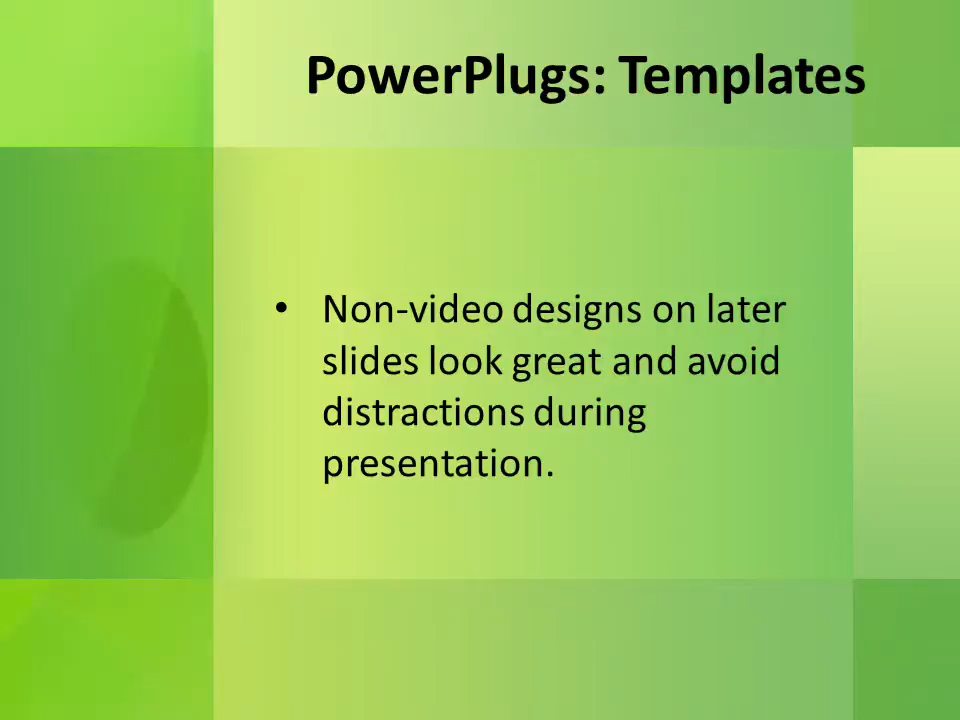 PowerPlugs: Templates
• Non-video designs on later
slides look great and avoid
distractions during
presentation.